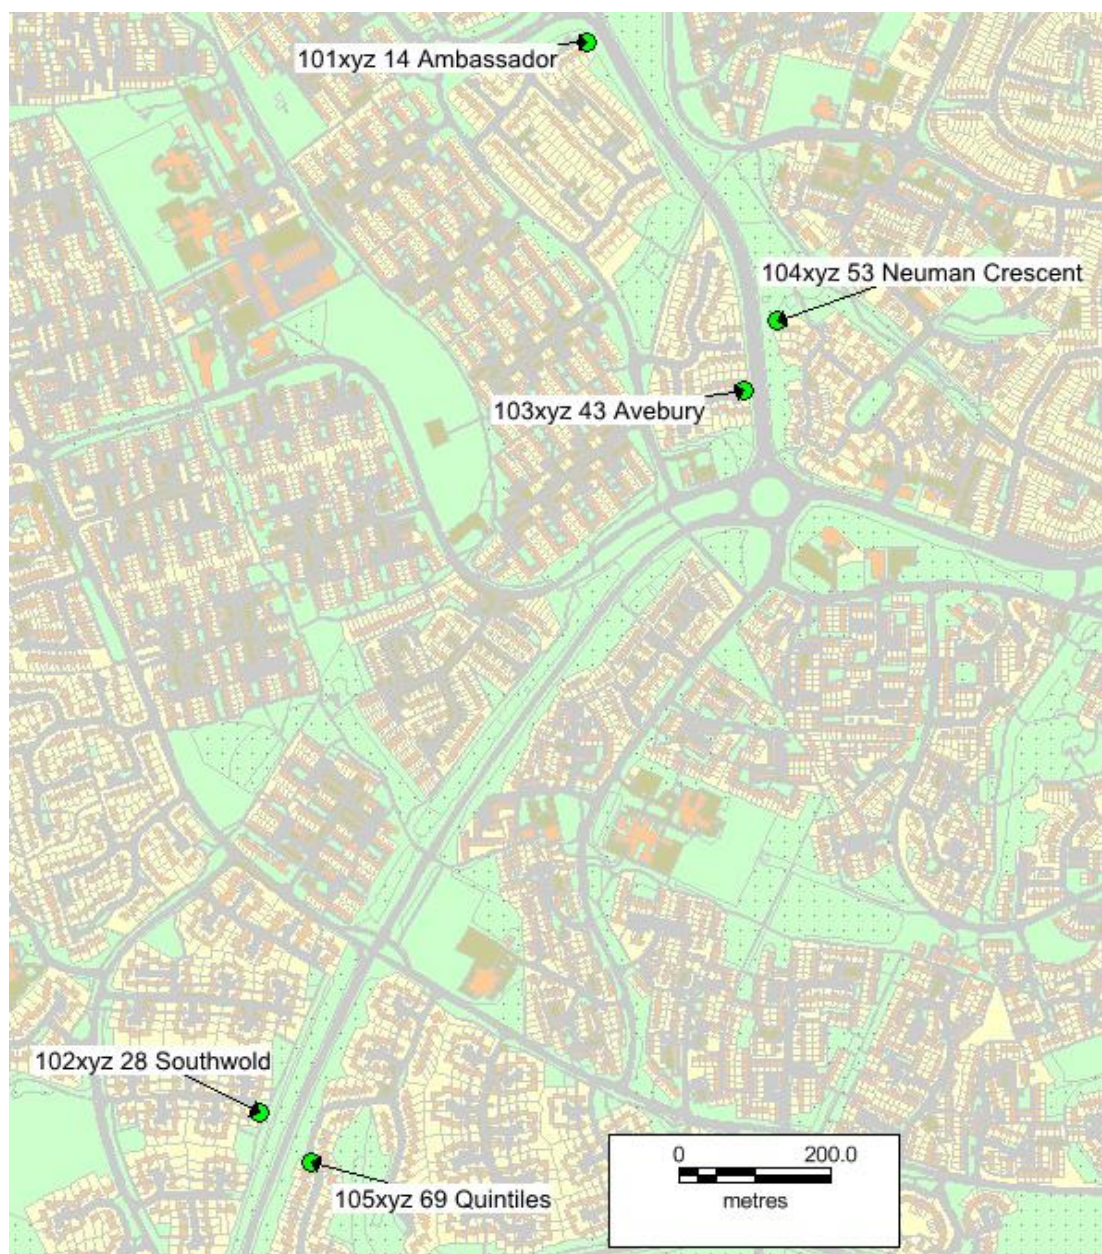 101xyz 14 Ambassador
104xyz 53 Neuman Crescent
103xyz 43 Avebury
102xyz 28 Southwold
105xyz 69 Quintiles
0 200.0
metres